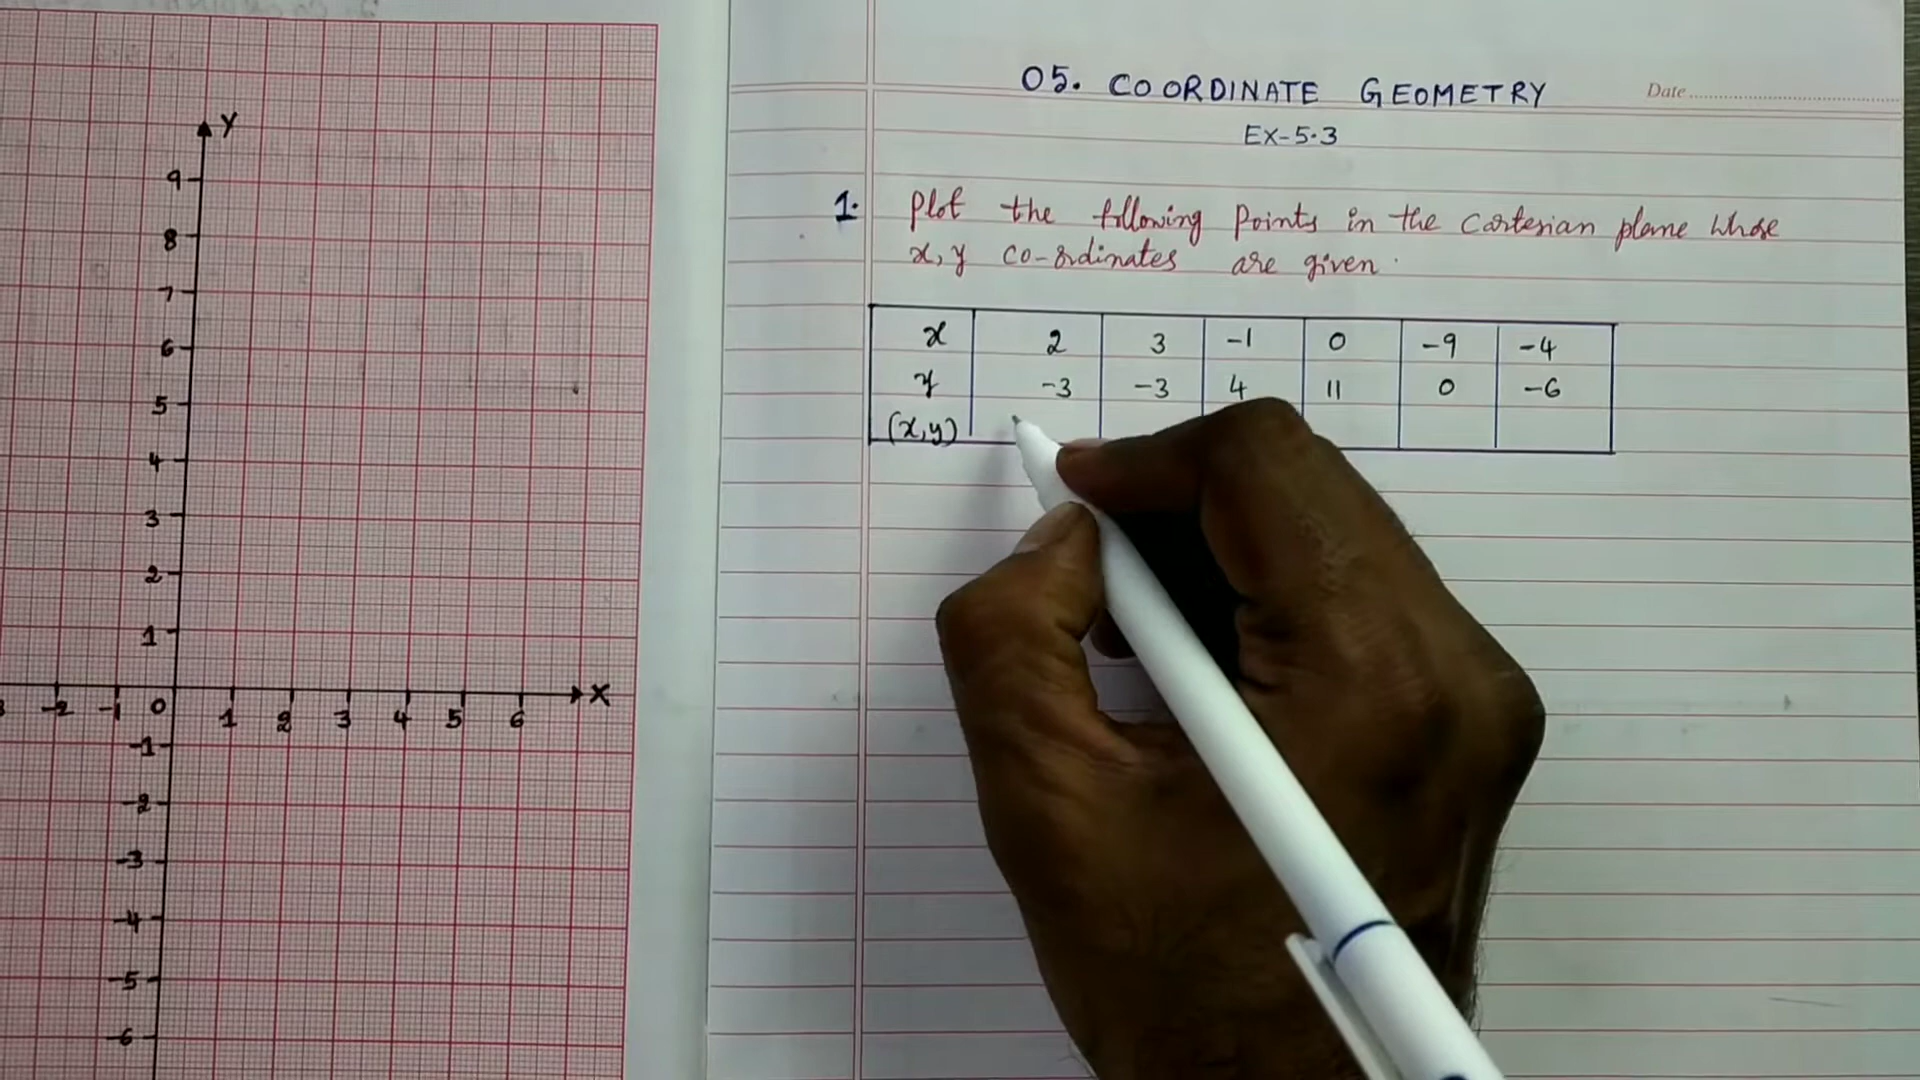 05. COORDINATE GEOMETRY
Date
EX-5.3
1. Plot the following Points in the Cartesian plane whose
x, y co-ordinates are given.
x 2 3 -1 0 -9 -4
y -3 -3 4 11 0 -6
(x,y)
Y
9
8
7
6
5
4
3
2
1
-2 -1 0 1 2 3 4 5 6 X
-1
-2
-3
-4
-5
-6